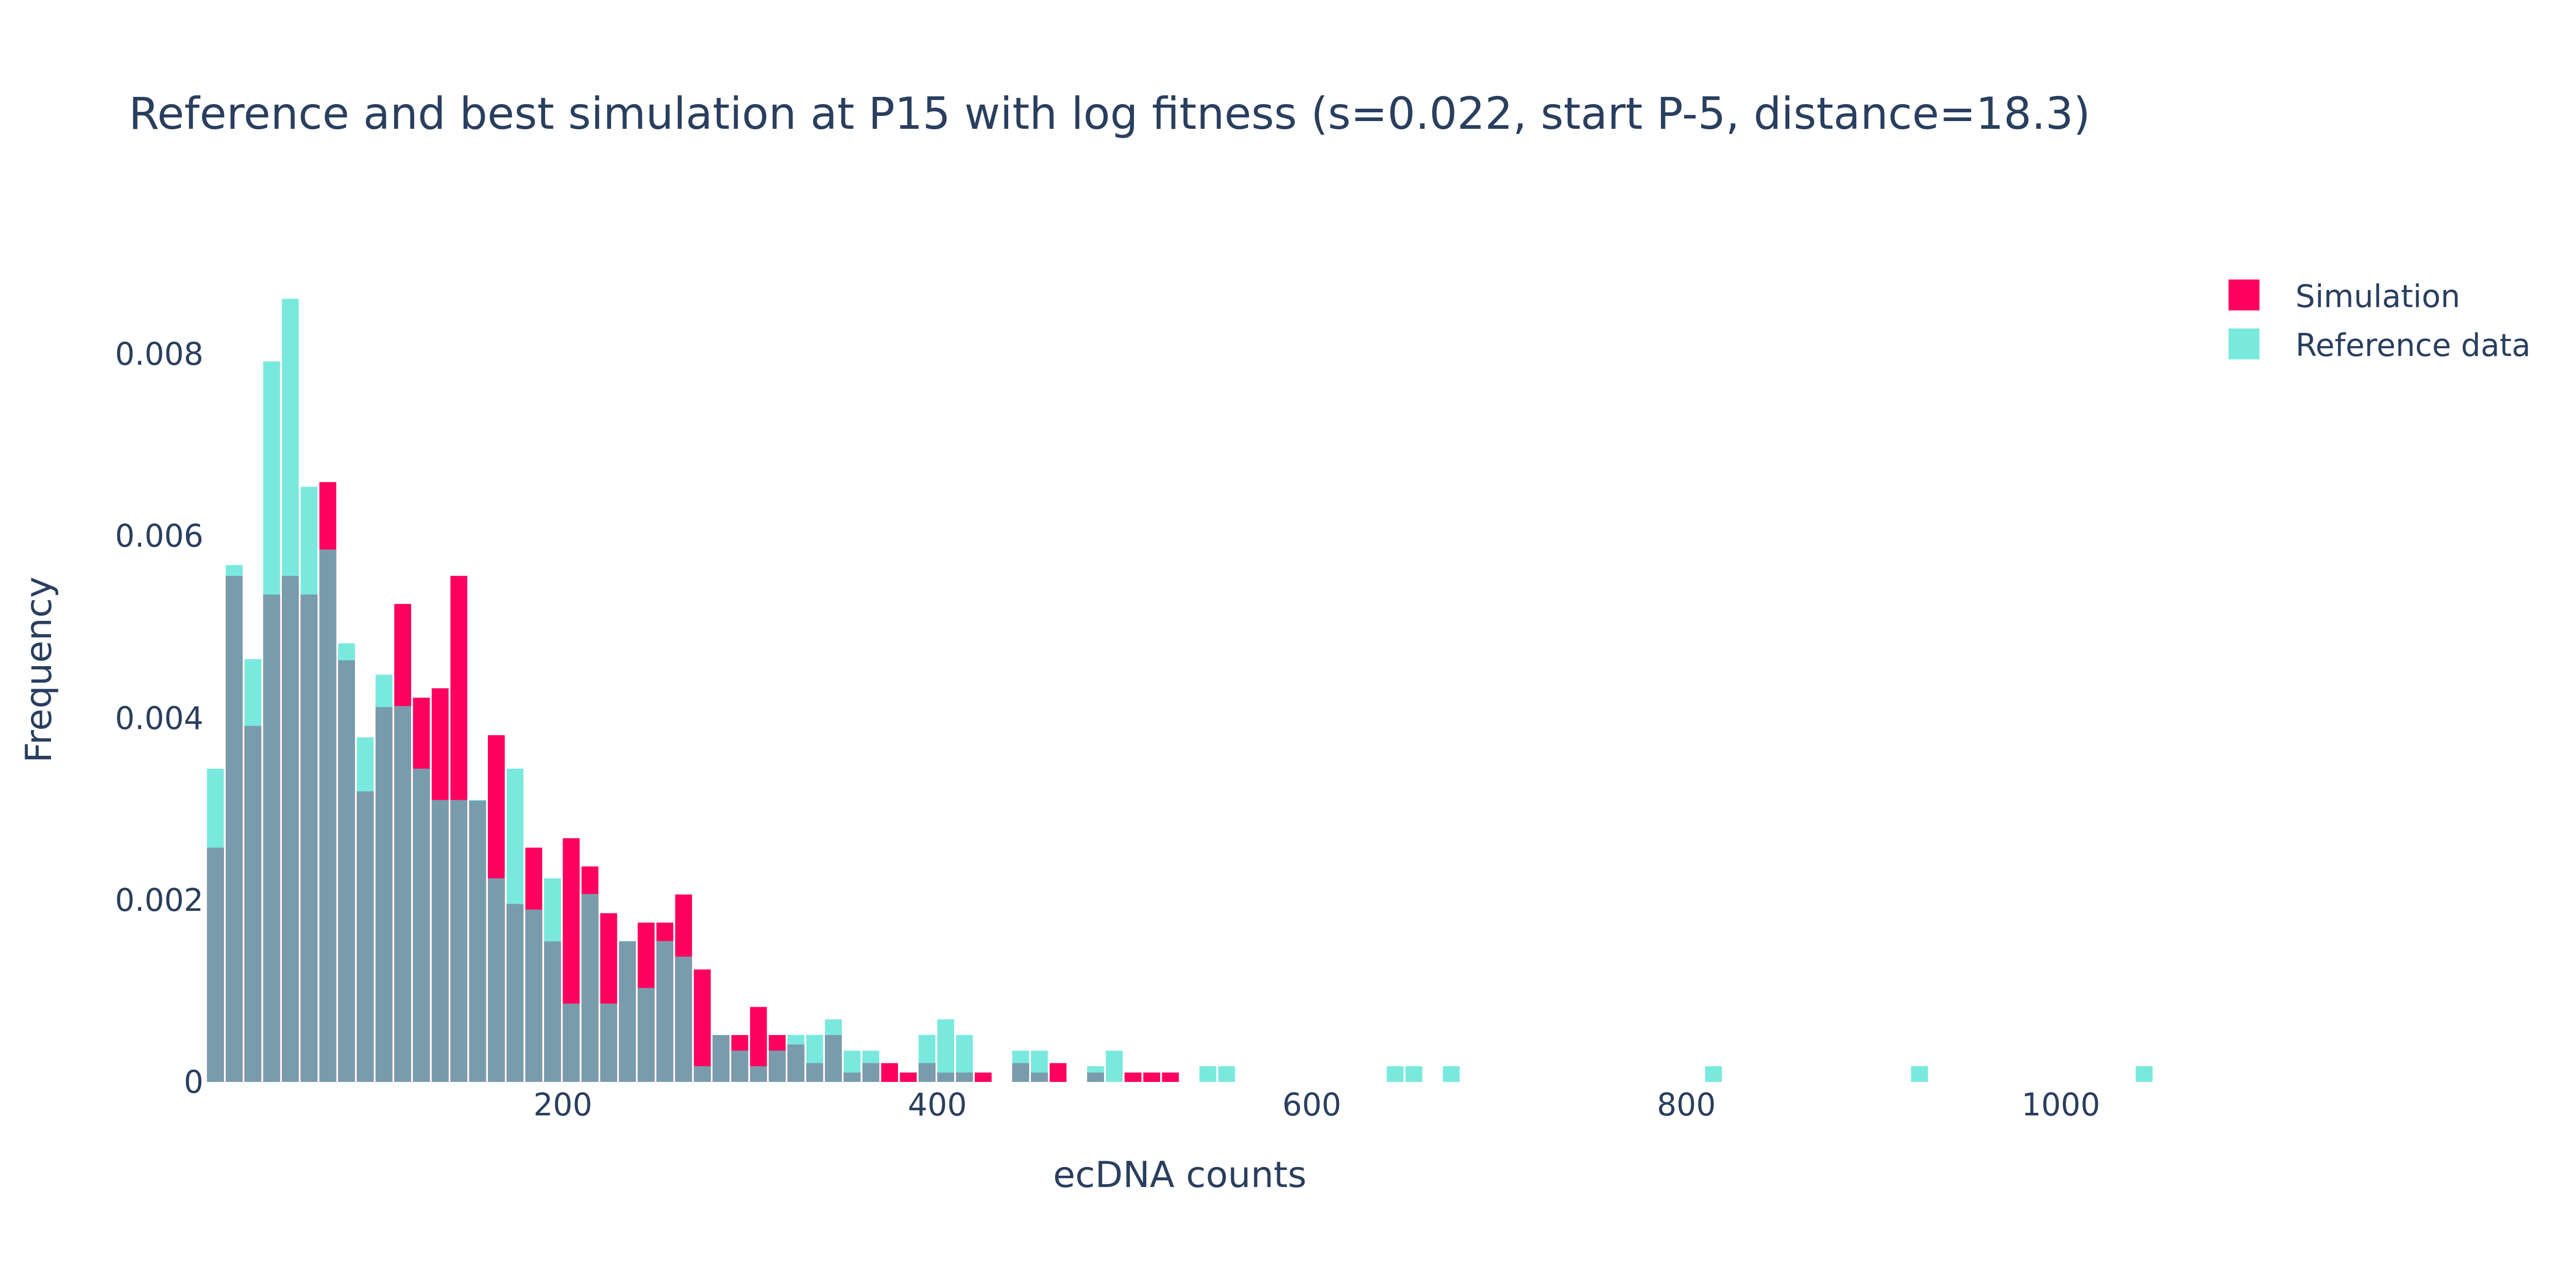 Reference and best simulation at P15 with log fitness (s=0.022, start P-5, distance=18.3)
Simulation
Reference data
0.008
0.006
0.004
0.002
0
Frequency
200
400
600
800
1000
ecDNA counts